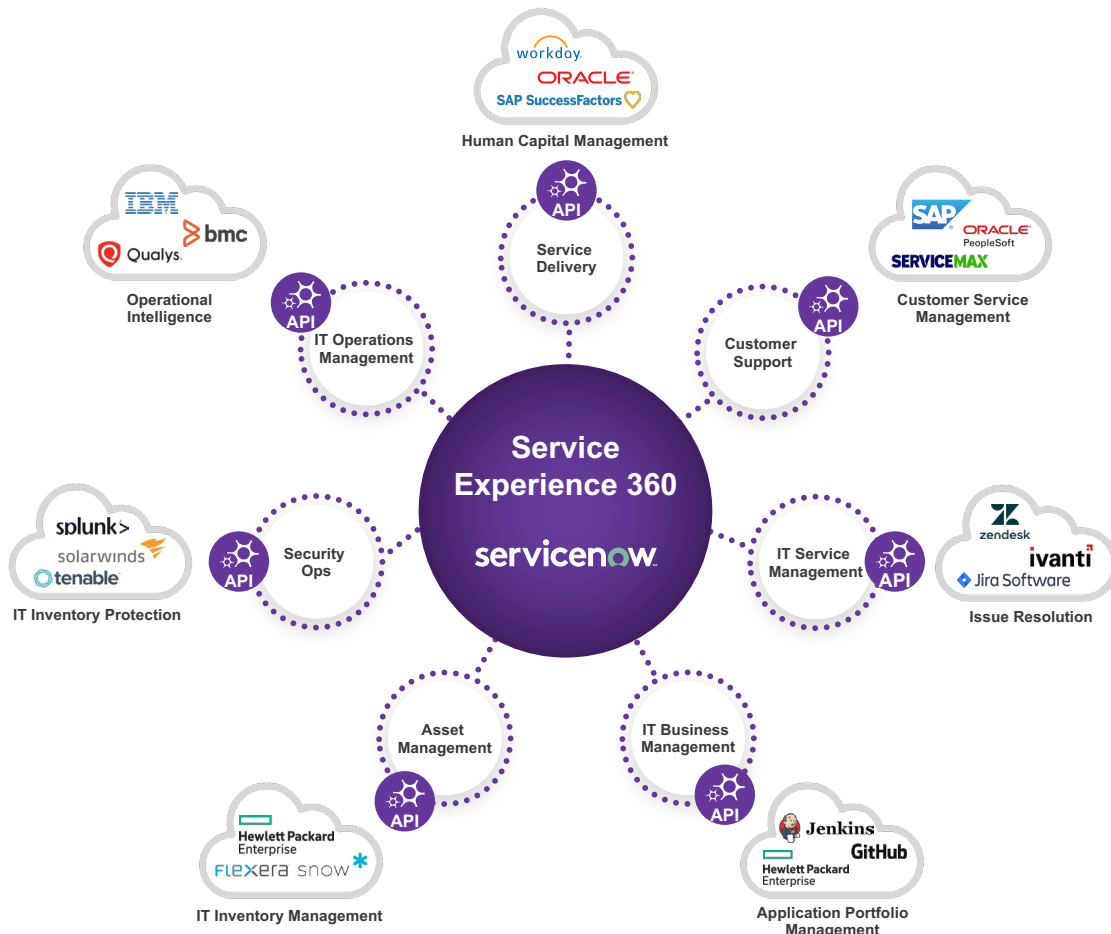 workday.
ORACLE®
SAP SuccessFactors
Human Capital Management
API
Service
Delivery
SAP®
ORACLE®
PeopleSoft
SERVICEMAX
Customer Service
Management
API
Customer
Support
zendesk
ivanti
Jira Software
Issue Resolution
API
IT Service
Management
Jenkins
GitHub
Hewlett Packard
Enterprise
Application Portfolio
Management
API
IT Business
Management
Hewlett Packard
Enterprise
FLEXERA snow
IT Inventory Management
API
Asset
Management
splunk>
solarwinds
tenable
IT Inventory Protection
API
Security
Ops
IBM
bmc
Qualys.
Operational
Intelligence
API
IT Operations
Management
Service
Experience 360
servicenow